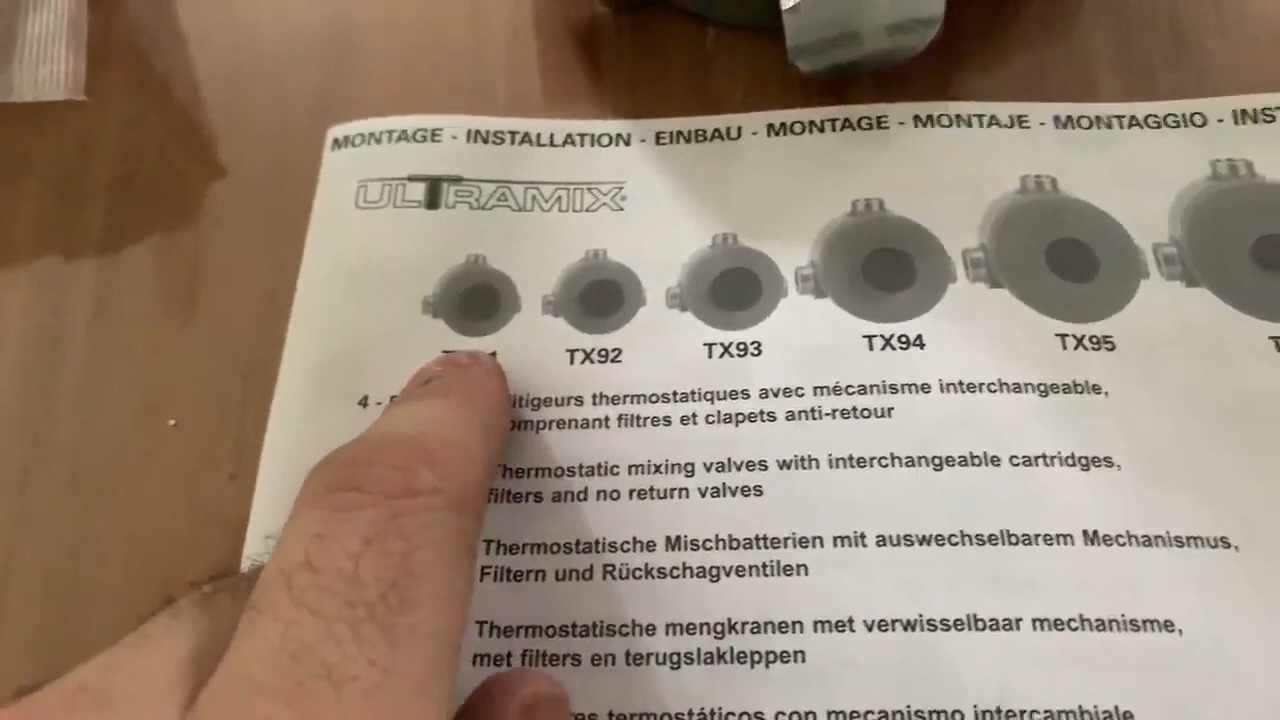 MONTAGE - INSTALLATION - EINBAU - MONTAGE - MONTAJE - MONTAGGIO - INST
ULTRAMIX
TX92 TX93 TX94 TX95
4 - itigeurs thermostatiques avec mécanisme interchangeable,
omprenant filtres et clapets anti-retour
Thermostatic mixing valves with interchangeable cartridges,
filters and no return valves
Thermostatische Mischbatterien mit auswechselbarem Mechanismus,
Filtern und Rückschagventilen
Thermostatische mengkranen met verwisselbaar mechanisme,
met filters en terugslakleppen
termostáticos con mecanismo intercambiale